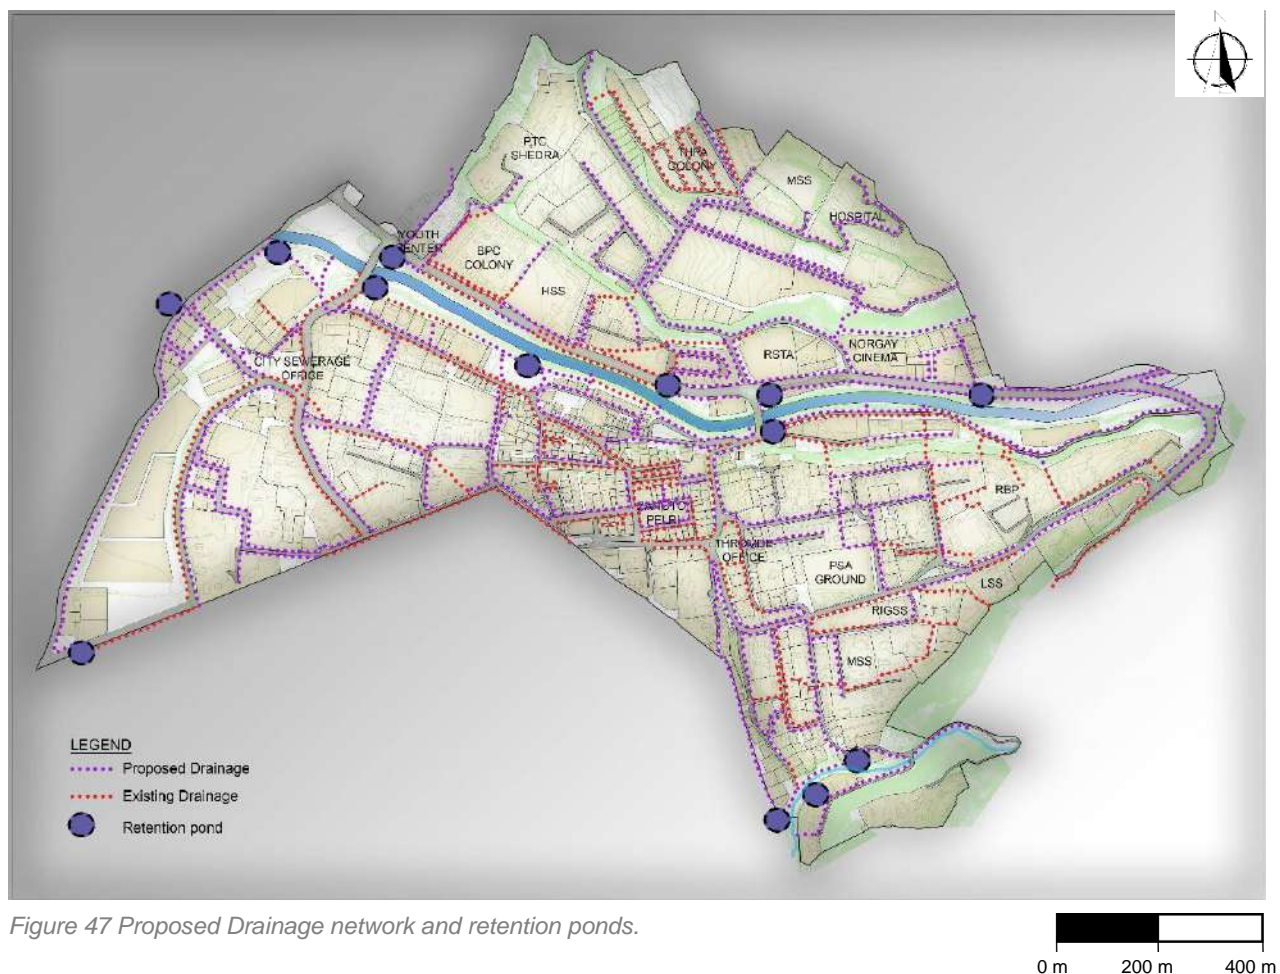 PTC
SHEDRA
THPA
COLONY
MSS
HOSPITAL
YOUTH
CENTER
BPC
COLONY
HSS
CITY SEWERAGE
OFFICE
RSTA
NORGAY
CINEMA
RBP
PELRI
THROMDE
OFFICE
PSA
GROUND
LSS
RIGSS
MSS
LEGEND
Proposed Drainage
Existing Drainage
Retention pond
Figure 47 Proposed Drainage network and retention ponds.
0 m 200 m 400 m